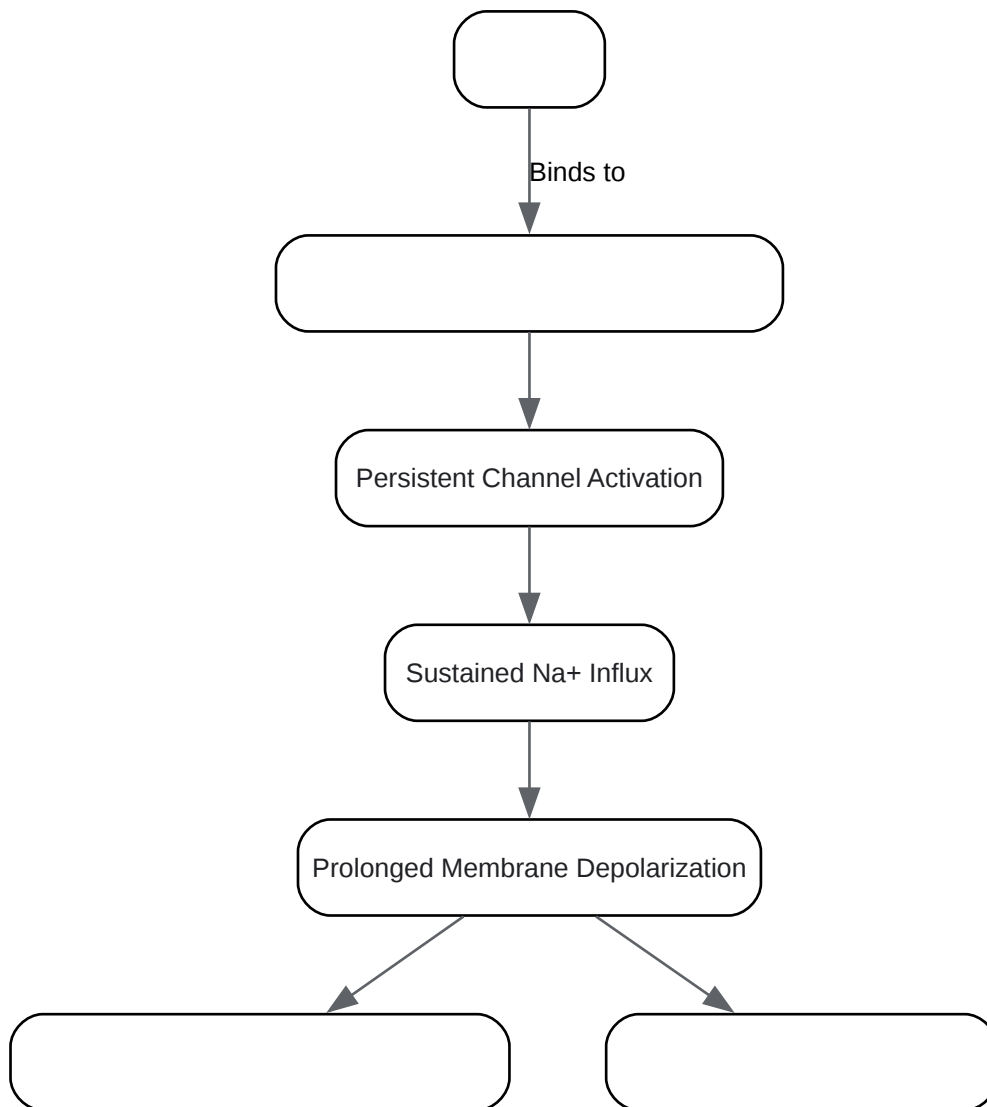 Binds to
Persistent Channel Activation
Sustained Na+ Influx
Prolonged Membrane Depolarization